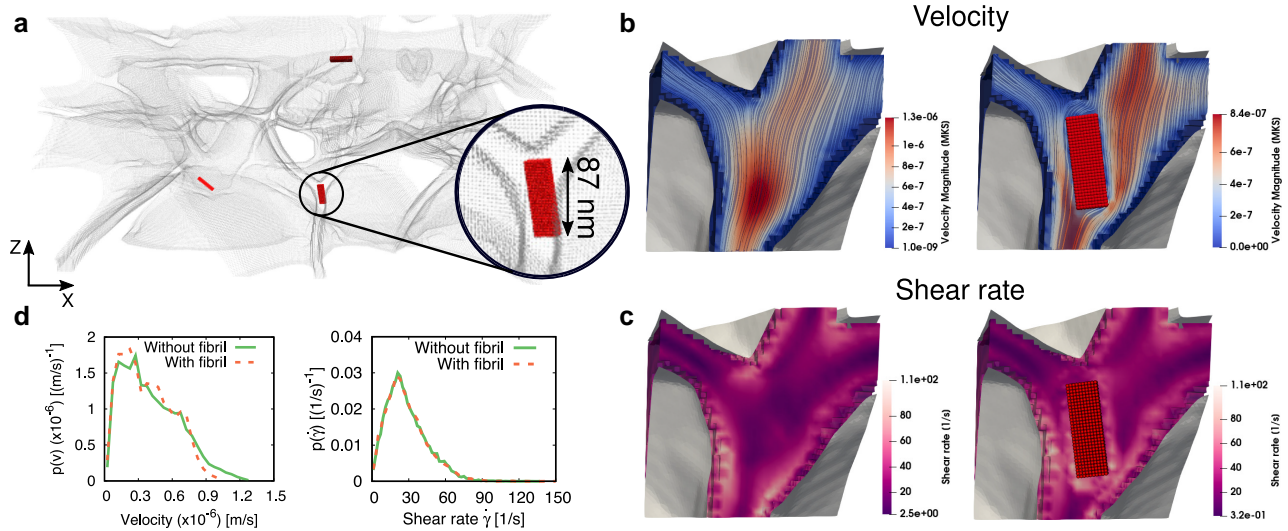 a
87 nm
Z
X
b
Velocity
1.3e-06
1e-6
8e-7
6e-7
4e-7
1.0e-09
Velocity Magnitude (MKS)
8.4e-07
6e-7
4e-7
2e-7
0.0e+00
Velocity Magnitude (MKS)
Shear rate
c
1.1e+02
80
60
40
20
2.5e+00
Shear rate (1/s)
1.1e+02
80
60
40
20
3.2e-01
Shear rate (1/s)
d
p(v) (x10⁻⁶) [(m/s)⁻¹]
2
1.5
1
0.5
0
Without fibril
With fibril
0 0.3 0.6 0.9 1.2 1.5
Velocity (x10⁻⁶) [m/s]
p(γ̇) [(1/s)⁻¹]
0.04
0.03
0.02
0.01
0
Without fibril
With fibril
0 30 60 90 120 150
Shear rate γ̇ [1/s]